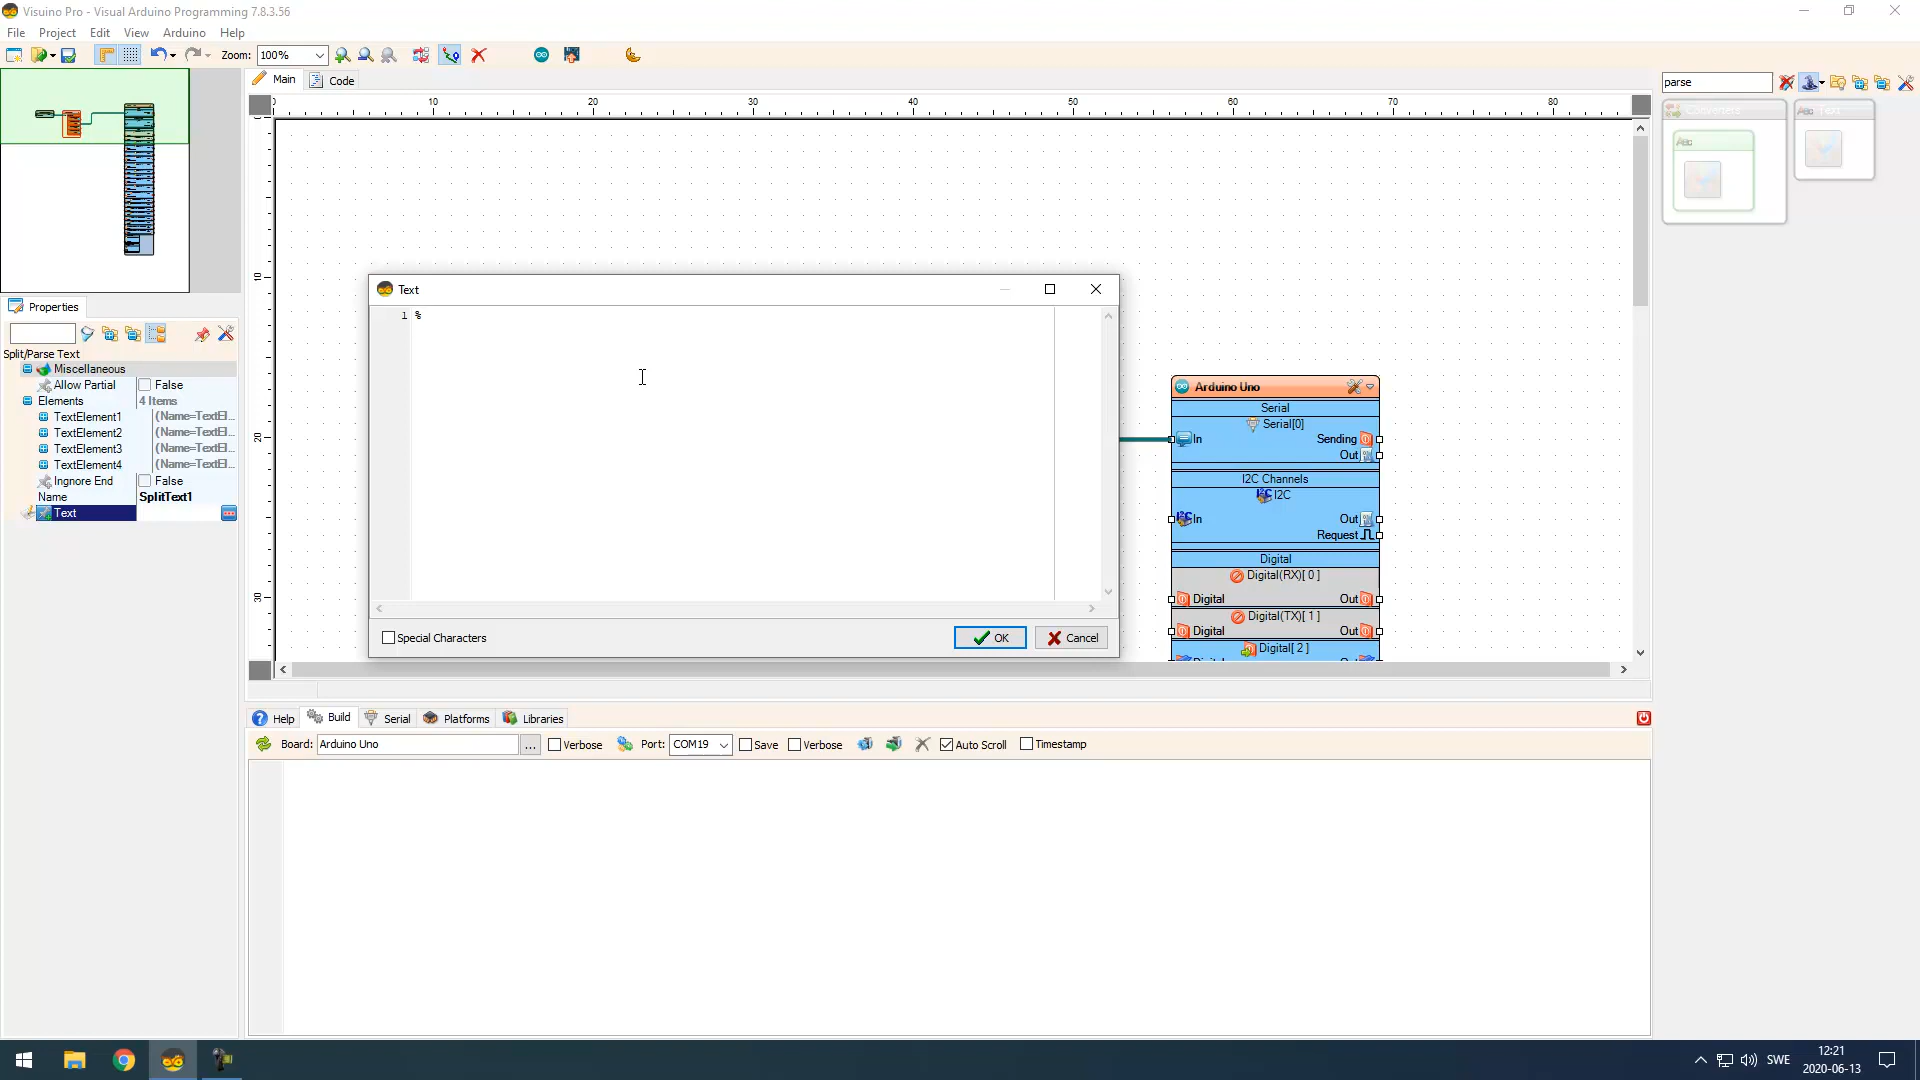 Visuino Pro - Visual Arduino Programming 7.8.3.56
File Project Edit View Arduino Help
Zoom: 100%
Main Code
parse
0 10 20 30 40 50 60 70 80
10
20
30
Properties
Split/Parse Text
Miscellaneous
Allow Partial False
Elements 4 Items
TextElement1 (Name=TextEl...
TextElement2 (Name=TextEl...
TextElement3 (Name=TextEl...
TextElement4 (Name=TextEl...
Ingnore End False
Name SplitText1
Text
Text
1 %
Special Characters OK Cancel
Arduino Uno
Serial
Serial[0]
In Sending
Out
I2C Channels
I2C
In Out
Request
Digital
Digital(RX)[ 0 ]
Digital Out
Digital(TX)[ 1 ]
Digital Out
Digital[ 2 ]
Help Build Serial Platforms Libraries
Board: Arduino Uno ... Verbose Port: COM19 Save Verbose Auto Scroll Timestamp
SWE
12:21
2020-06-13